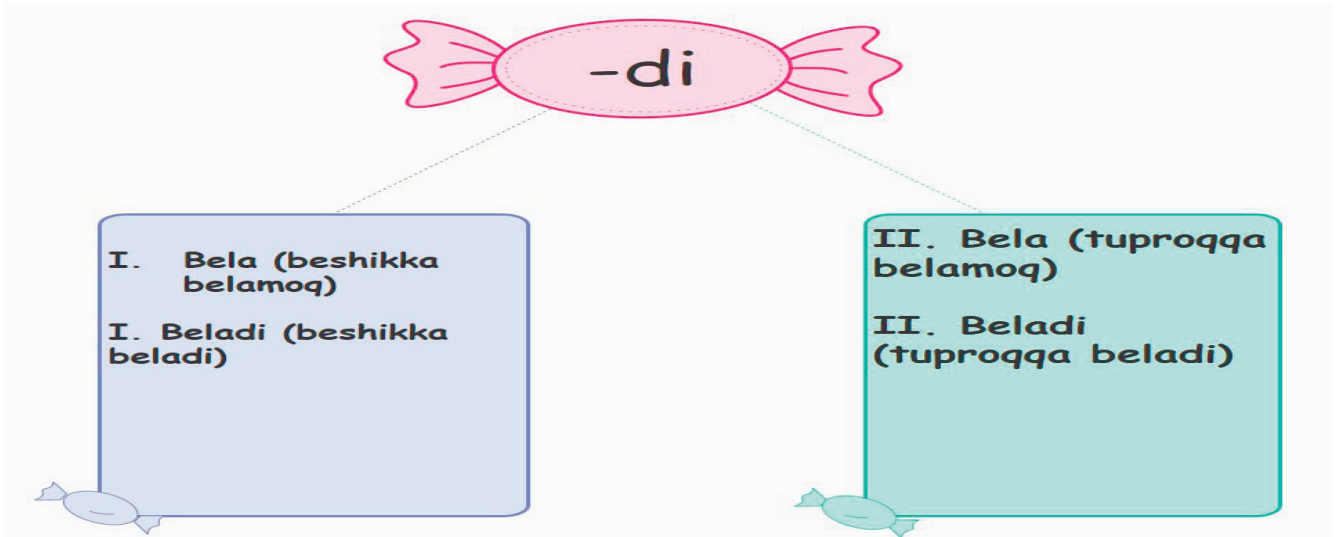 -di
I. Bela (beshikka
belamoq)
I. Beladi (beshikka
beladi)
II. Bela (tuproqqa
belamoq)
II. Beladi
(tuproqqa beladi)